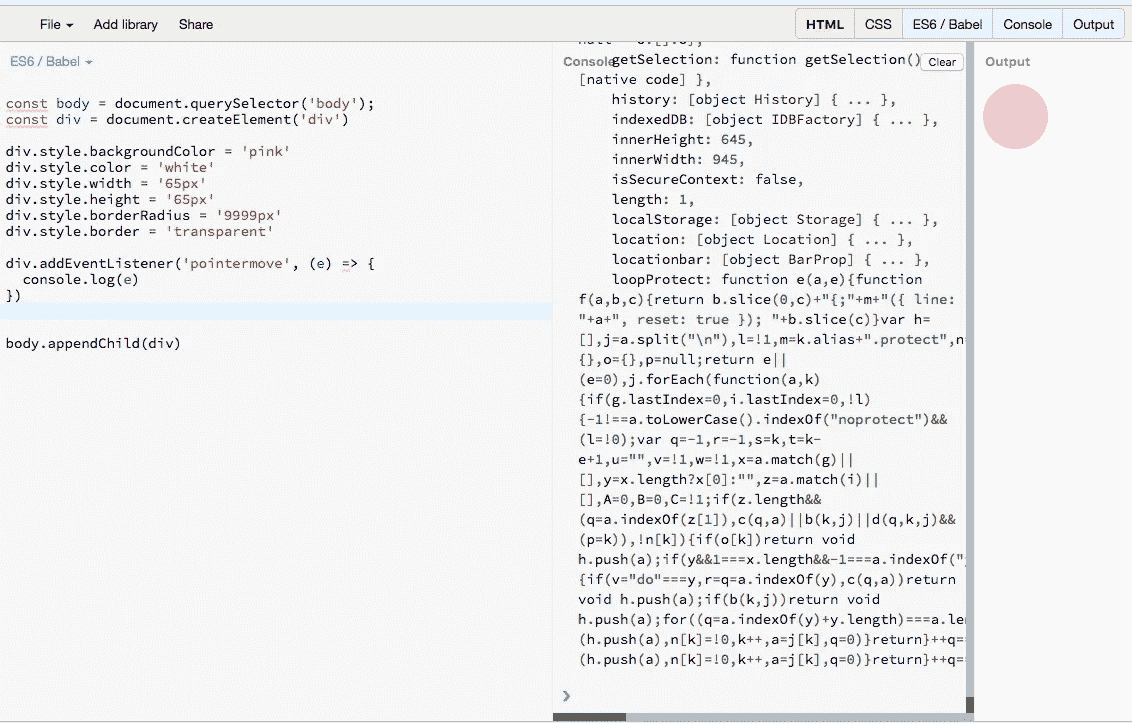 File Add library Share HTML CSS ES6 / Babel Console Output
ES6 / Babel
const body = document.querySelector('body');
const div = document.createElement('div')
div.style.backgroundColor = 'pink'
div.style.color = 'white'
div.style.width = '65px'
div.style.height = '65px'
div.style.borderRadius = '9999px'
div.style.border = 'transparent'
div.addEventListener('pointermove', (e) => {
console.log(e)
})
body.appendChild(div)
Console
Clear
getSelection: function getSelection()
[native code] },
history: [object History] { ... },
indexedDB: [object IDBFactory] { ... },
innerHeight: 645,
innerWidth: 945,
isSecureContext: false,
length: 1,
localStorage: [object Storage] { ... },
location: [object Location] { ... },
locationbar: [object BarProp] { ... },
loopProtect: function e(a,e){function
f(a,b,c){return b.slice(0,c)+"{;"+m+"({ line:
"+a+", reset: true }); "+b.slice(c)}var h=
[],j=a.split("\n"),l=!1,m=k.alias+".protect",n=
{},o={},p=null;return e||
(e=0),j.forEach(function(a,k)
{if(g.lastIndex=0,i.lastIndex=0,!l)
{-1!==a.toLowerCase().indexOf("noprotect")&&
(l=!0);var q=-1,r=-1,s=k,t=k-
e+1,u="",v=!1,w=!1,x=a.match(g)||
[],y=x.length?x[0]:"",z=a.match(i)||
[],A=0,B=0,C=!1;if(z.length&&
(q=a.indexOf(z[1]),c(q,a)||b(k,j)||d(q,k,j)&&
(p=k)),!n[k]){if(o[k])return void
h.push(a);if(y&&1===x.length&&-1===a.indexOf("
{if(v="do"===y,r=q=a.indexOf(y),c(q,a))return
void h.push(a);if(b(k,j))return void
h.push(a);for((q=a.indexOf(y)+y.length)===a.le
(h.push(a),n[k]=!0,k++,a=j[k],q=0)}return}++q=
(h.push(a),n[k]=!0,k++,a=j[k],q=0)}return}++q=
Output